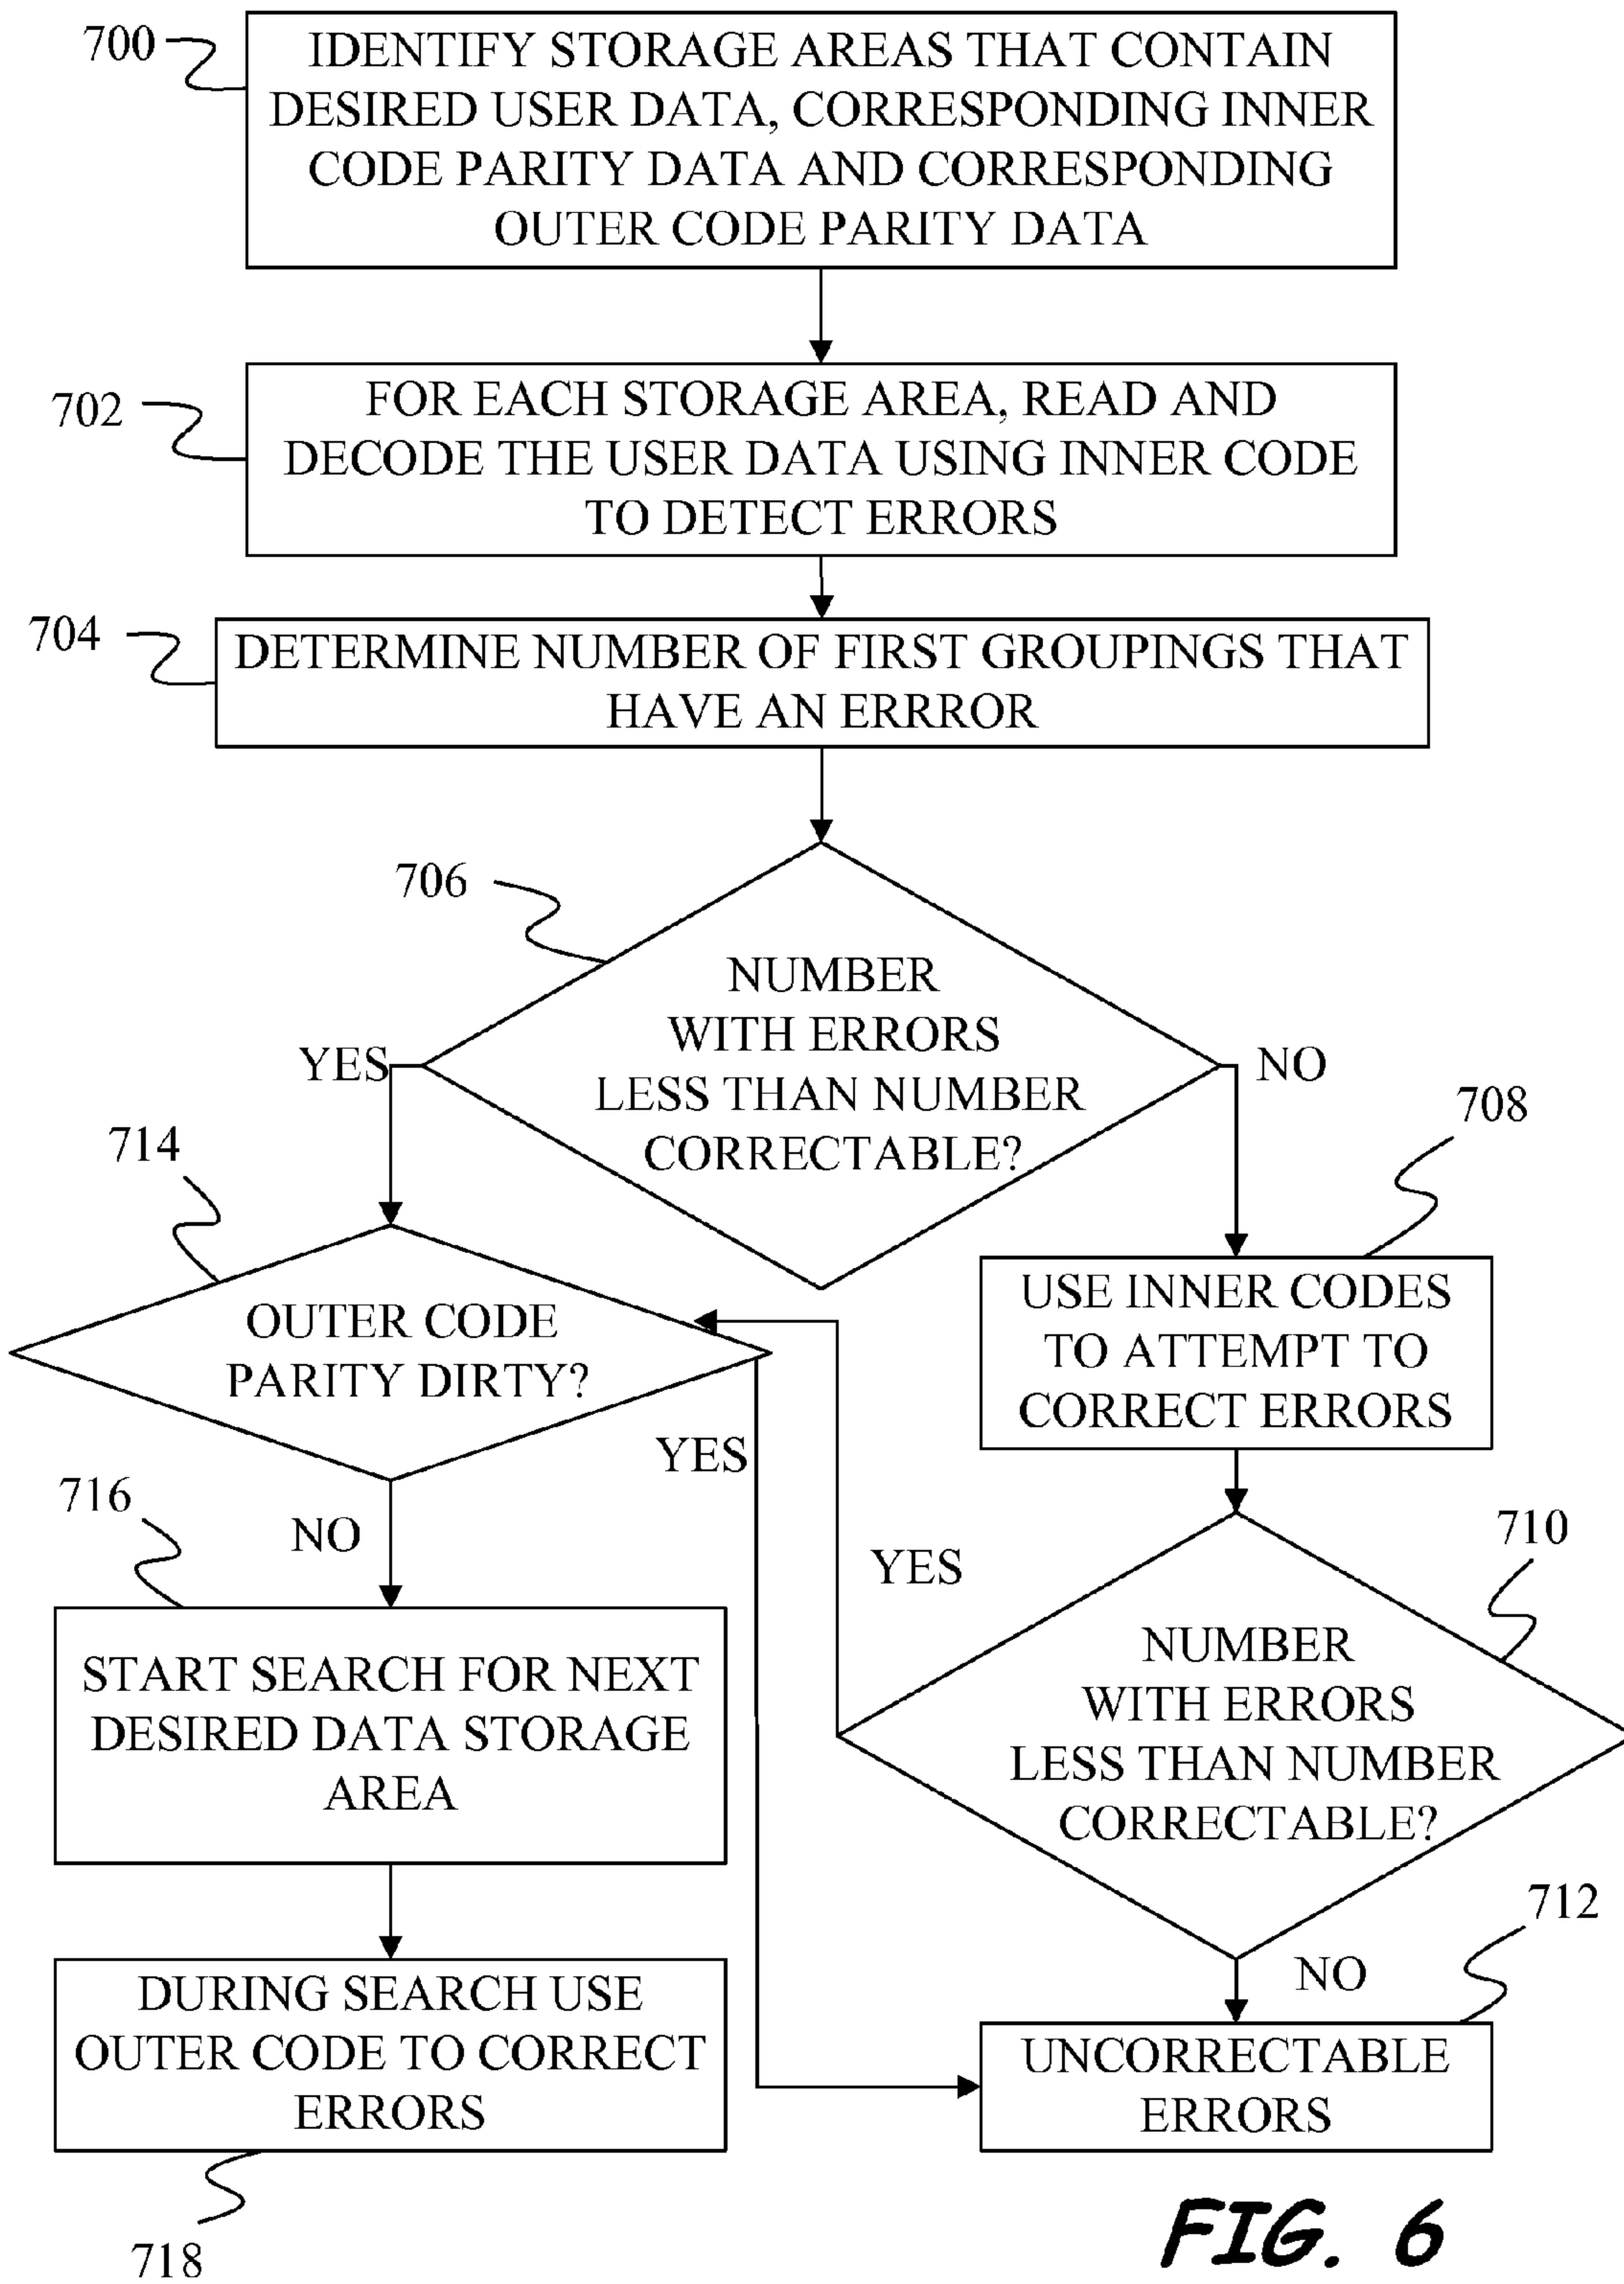 700
IDENTIFY STORAGE AREAS THAT CONTAIN
DESIRED USER DATA, CORRESPONDING INNER
CODE PARITY DATA AND CORRESPONDING
OUTER CODE PARITY DATA
702
FOR EACH STORAGE AREA, READ AND
DECODE THE USER DATA USING INNER CODE
TO DETECT ERRORS
704
DETERMINE NUMBER OF FIRST GROUPINGS THAT
HAVE AN ERRROR
706
NUMBER
WITH ERRORS
LESS THAN NUMBER
CORRECTABLE?
YES
NO
714
OUTER CODE
PARITY DIRTY?
YES
NO
708
USE INNER CODES
TO ATTEMPT TO
CORRECT ERRORS
710
NUMBER
WITH ERRORS
LESS THAN NUMBER
CORRECTABLE?
YES
NO
716
START SEARCH FOR NEXT
DESIRED DATA STORAGE
AREA
712
UNCORRECTABLE
ERRORS
DURING SEARCH USE
OUTER CODE TO CORRECT
ERRORS
718
FIG. 6